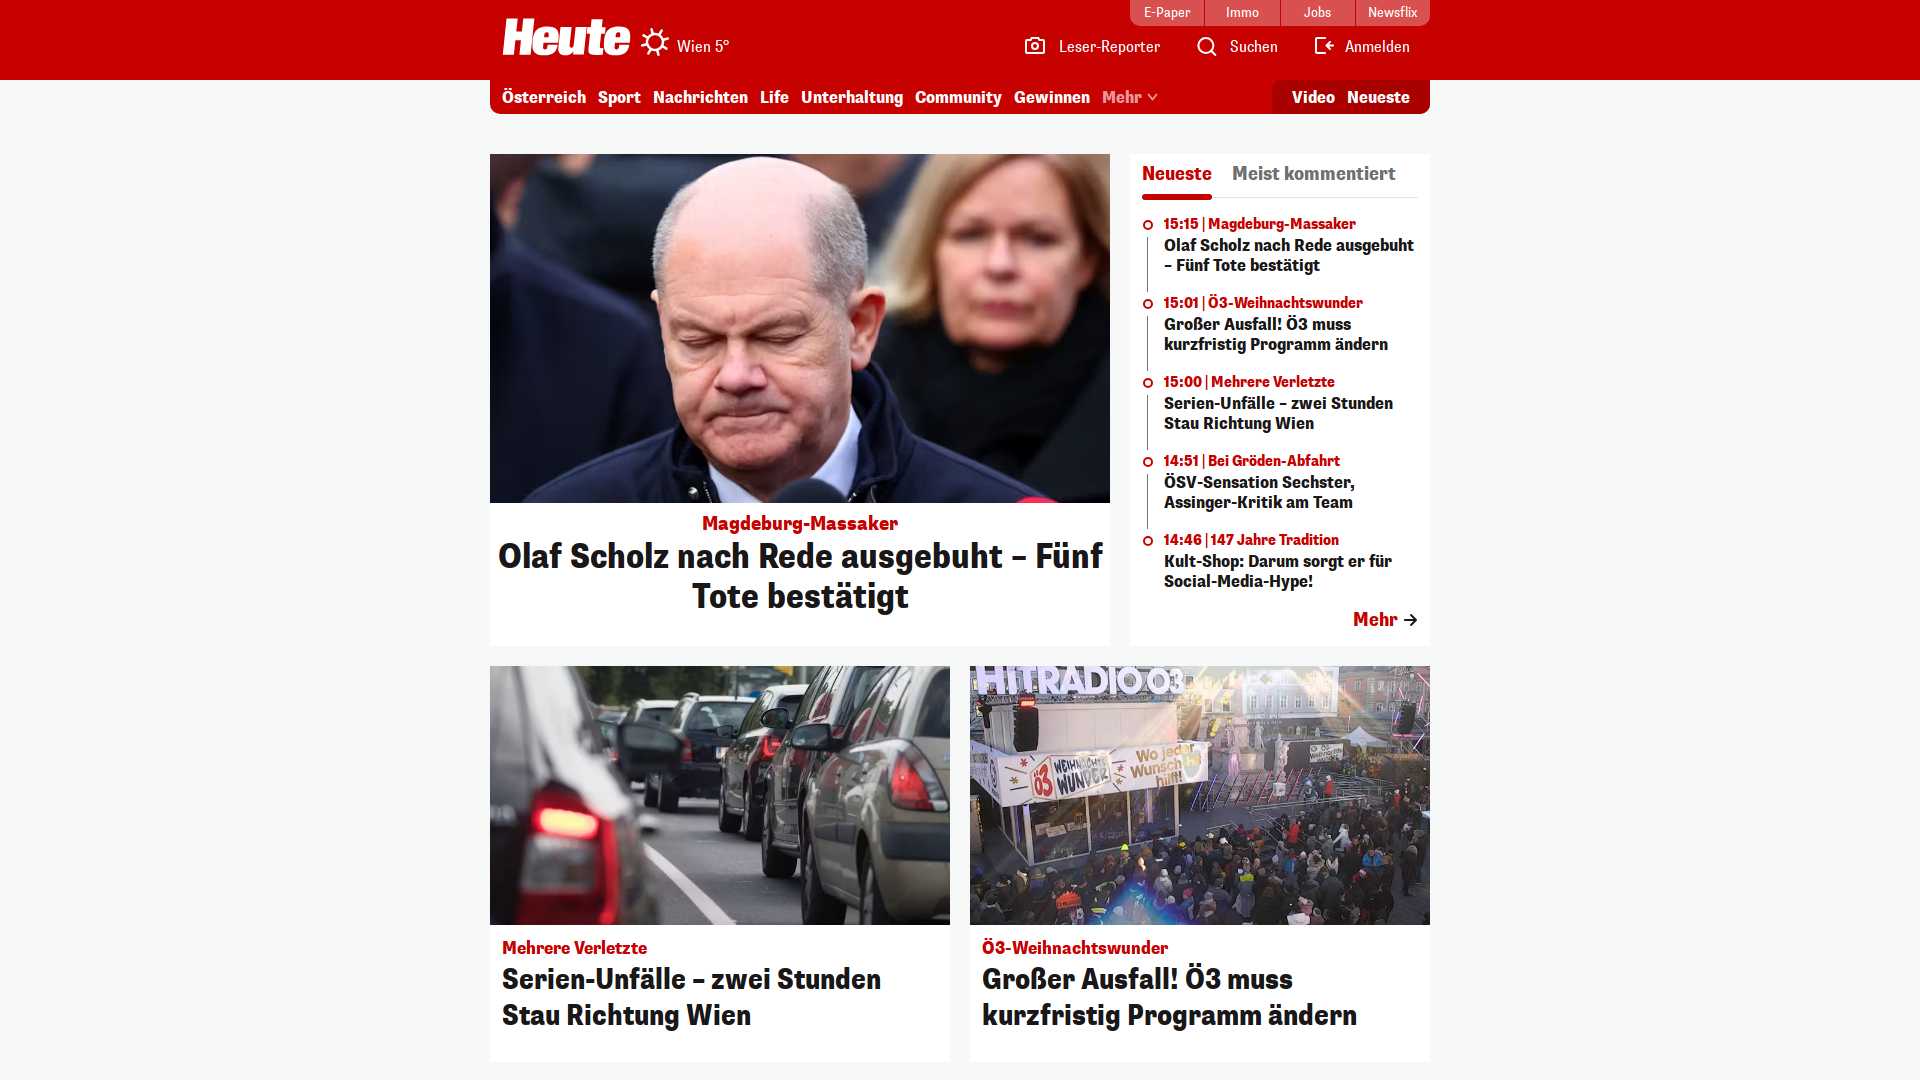 E-Paper
Immo
Jobs
Newsflix
Heute
Wien 5°
Leser-Reporter
Suchen
Anmelden
Österreich
Sport
Nachrichten
Life
Unterhaltung
Community
Gewinnen
Mehr
Video
Neueste
Magdeburg-Massaker
Olaf Scholz nach Rede ausgebuht – Fünf
Tote bestätigt
Neueste
Meist kommentiert
15:15 | Magdeburg-Massaker
Olaf Scholz nach Rede ausgebuht
– Fünf Tote bestätigt
15:01 | Ö3-Weihnachtswunder
Großer Ausfall! Ö3 muss
kurzfristig Programm ändern
15:00 | Mehrere Verletzte
Serien-Unfälle – zwei Stunden
Stau Richtung Wien
14:51 | Bei Gröden-Abfahrt
ÖSV-Sensation Sechster,
Assinger-Kritik am Team
14:46 | 147 Jahre Tradition
Kult-Shop: Darum sorgt er für
Social-Media-Hype!
Mehr
Mehrere Verletzte
Serien-Unfälle – zwei Stunden
Stau Richtung Wien
HITRADIO Ö3
Ö3
WEIHNACHTS
WUNDER
Wo jeder
Wunsch
hilft!
Ö3-Weihnachtswunder
Großer Ausfall! Ö3 muss
kurzfristig Programm ändern